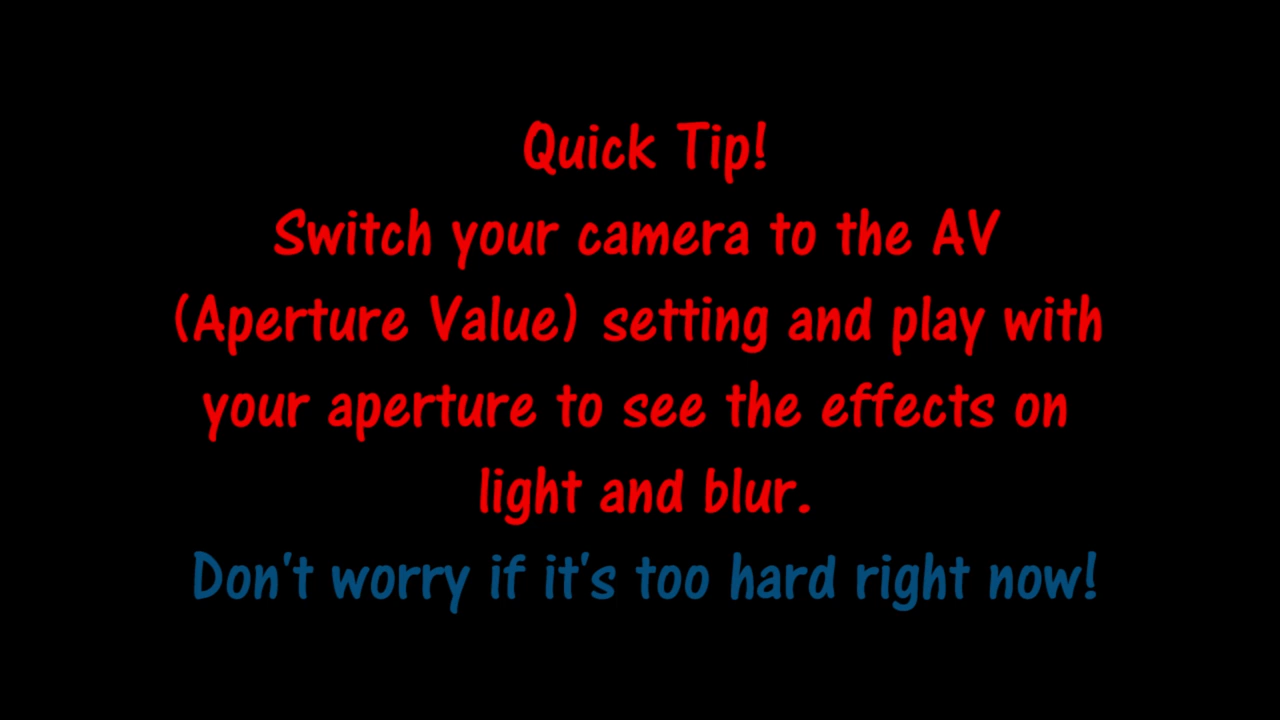 Quick Tip!
Switch your camera to the AV
(Aperture Value) setting and play with
your aperture to see the effects on
light and blur.
Don't worry if it's too hard right now!